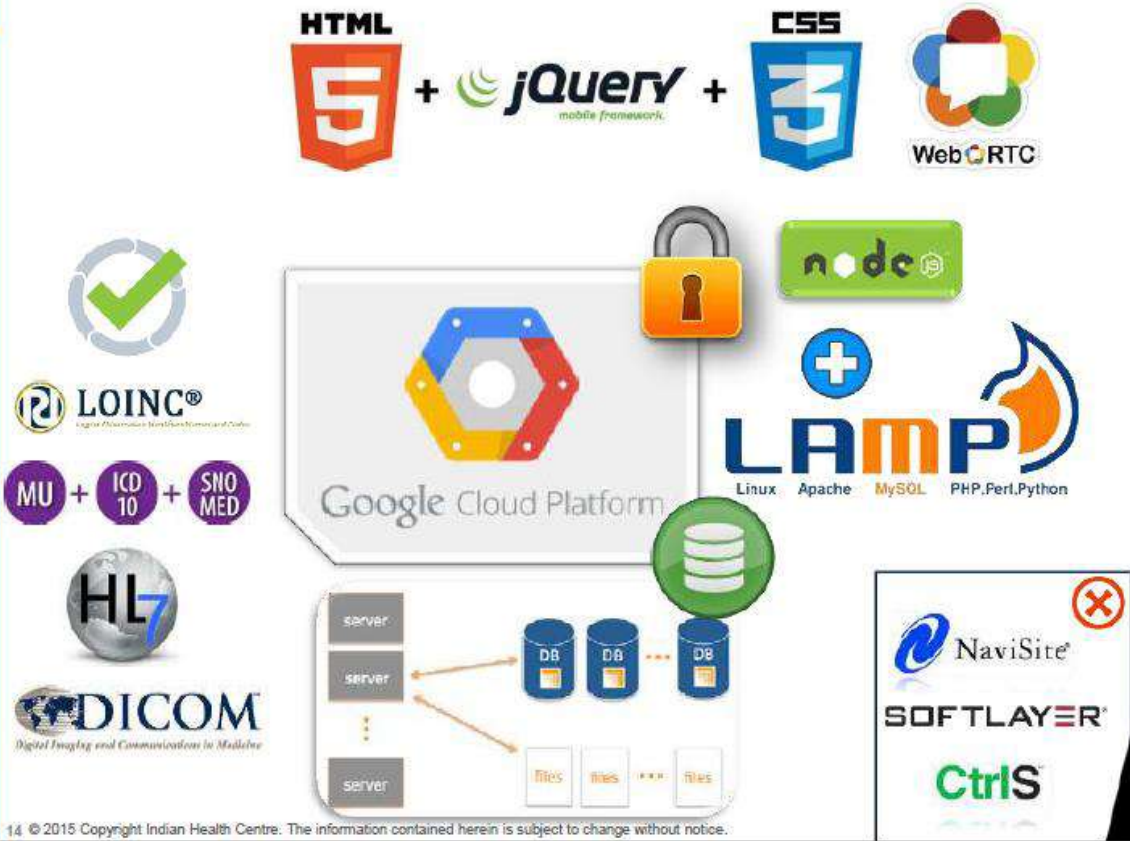 HTML
CSS
5
+
jQuery
mobile framework.
+
3
WebRTC
node
JS
LOINC®
LAMP
Linux Apache MySQL PHP,Perl,Python
MU + ICD 10 + SNO MED
Google Cloud Platform
HL7
server
DB DB DB
server
NaviSite
SOFTLAYER
DICOM
Digital Imaging and Communications in Medicine
files files files
server
CtrlS
14 © 2015 Copyright Indian Health Centre. The information contained herein is subject to change without notice.